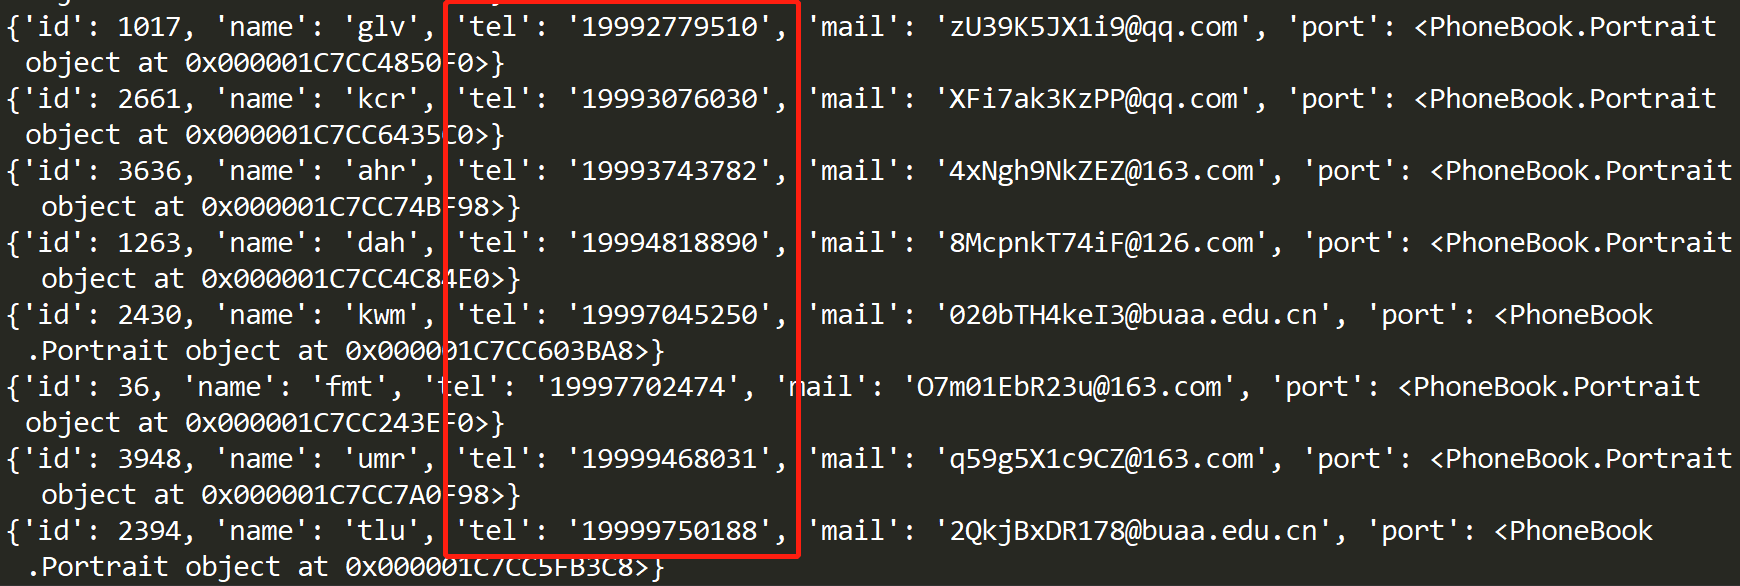 {'id': 1017, 'name': 'glv', 'tel': '19992779510', 'mail': 'zU39K5JX1i9@qq.com', 'port': <PhoneBook.Portrait
object at 0x000001C7CC4850F0>}
{'id': 2661, 'name': 'kcr', 'tel': '19993076030', 'mail': 'XFi7ak3KzPP@qq.com', 'port': <PhoneBook.Portrait
object at 0x000001C7CC6435C0>}
{'id': 3636, 'name': 'ahr', 'tel': '19993743782', 'mail': '4xNgh9NkZEZ@163.com', 'port': <PhoneBook.Portrait
object at 0x000001C7CC74BF98>}
{'id': 1263, 'name': 'dah', 'tel': '19994818890', 'mail': '8McpnkT74iF@126.com', 'port': <PhoneBook.Portrait
object at 0x000001C7CC4C84E0>}
{'id': 2430, 'name': 'kwm', 'tel': '19997045250', 'mail': '020bTH4keI3@buaa.edu.cn', 'port': <PhoneBook
.Portrait object at 0x000001C7CC603BA8>}
{'id': 36, 'name': 'fmt', 'tel': '19997702474', 'mail': 'O7m01EbR23u@163.com', 'port': <PhoneBook.Portrait
object at 0x000001C7CC243EF0>}
{'id': 3948, 'name': 'umr', 'tel': '19999468031', 'mail': 'q59g5X1c9CZ@163.com', 'port': <PhoneBook.Portrait
object at 0x000001C7CC7A0F98>}
{'id': 2394, 'name': 'tlu', 'tel': '19999750188', 'mail': '2QkjBxDR178@buaa.edu.cn', 'port': <PhoneBook
.Portrait object at 0x000001C7CC5FB3C8>}